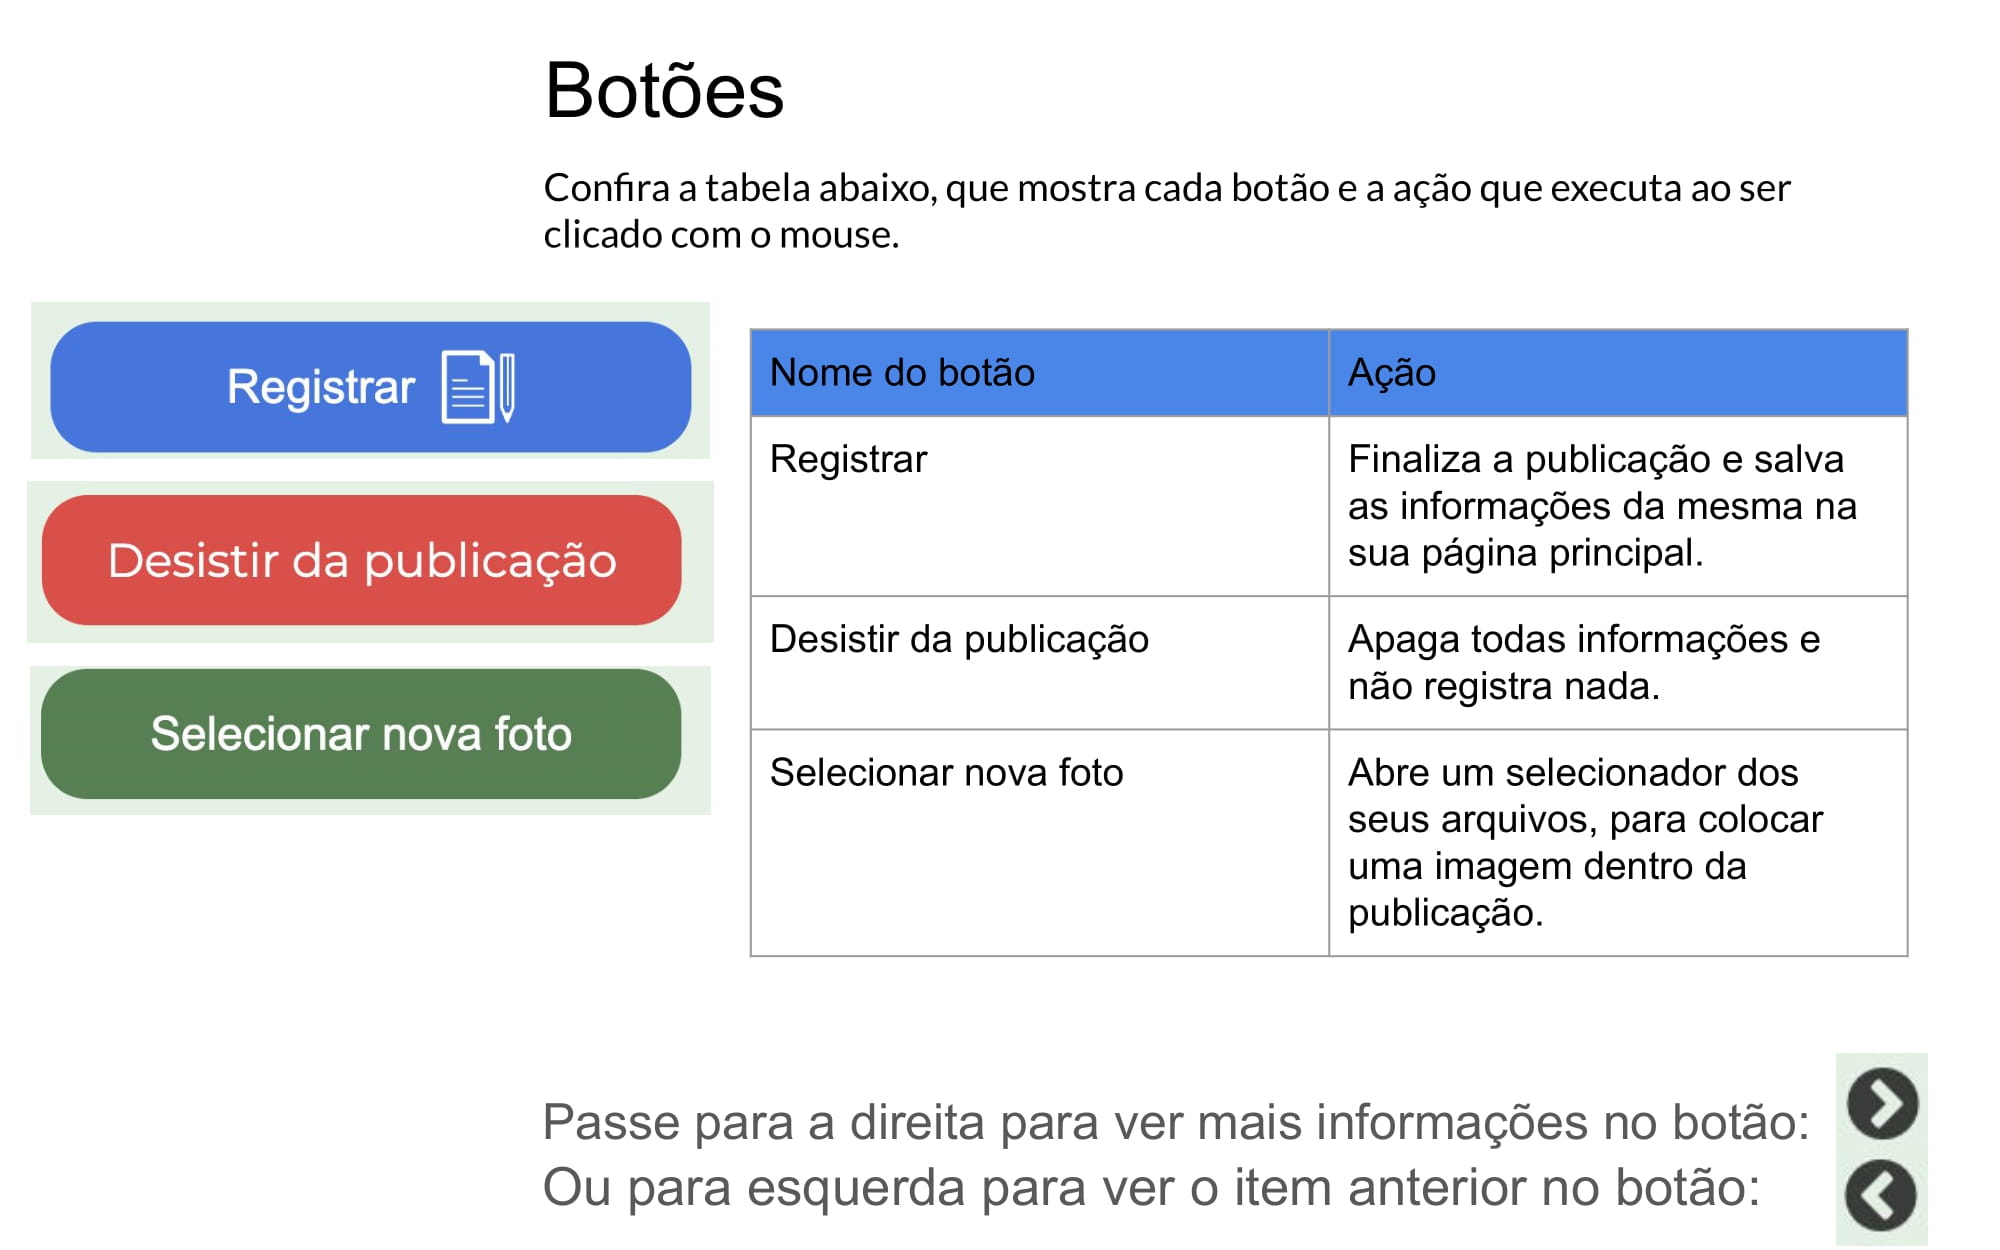 Botões
Confira a tabela abaixo, que mostra cada botão e a ação que executa ao ser
clicado com o mouse.
Registrar
Desistir da publicação
Selecionar nova foto
Nome do botão
Ação
Registrar
Finaliza a publicação e salva
as informações da mesma na
sua página principal.
Desistir da publicação
Apaga todas informações e
não registra nada.
Selecionar nova foto
Abre um selecionador dos
seus arquivos, para colocar
uma imagem dentro da
publicação.
Passe para a direita para ver mais informações no botão:
Ou para esquerda para ver o item anterior no botão: